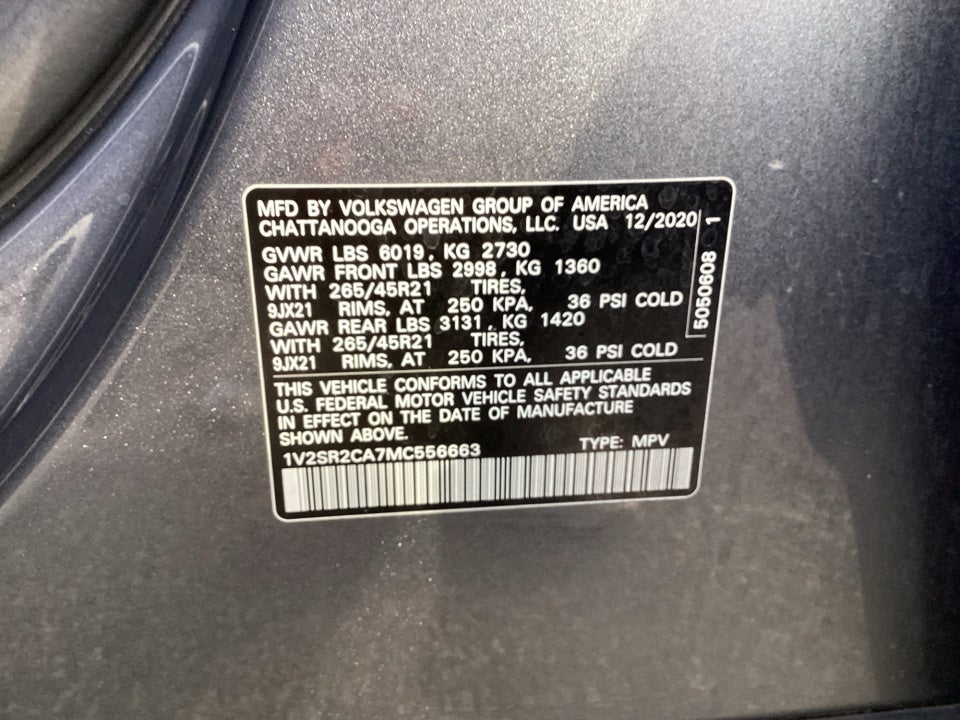 MFD BY VOLKSWAGEN GROUP OF AMERICA
CHATTANOOGA OPERATIONS, LLC. USA 12/2020
GVWR LBS 6019, KG 2730
GAWR FRONT LBS 2998, KG 1360
WITH 265/45R21 TIRES,
9JX21 RIMS, AT 250 KPA, 36 PSI COLD
GAWR REAR LBS 3131, KG 1420
WITH 265/45R21 TIRES,
9JX21 RIMS, AT 250 KPA, 36 PSI COLD
5050608 1
THIS VEHICLE CONFORMS TO ALL APPLICABLE
U.S. FEDERAL MOTOR VEHICLE SAFETY STANDARDS
IN EFFECT ON THE DATE OF MANUFACTURE
SHOWN ABOVE.
1V2SR2CA7MC556663 TYPE: MPV